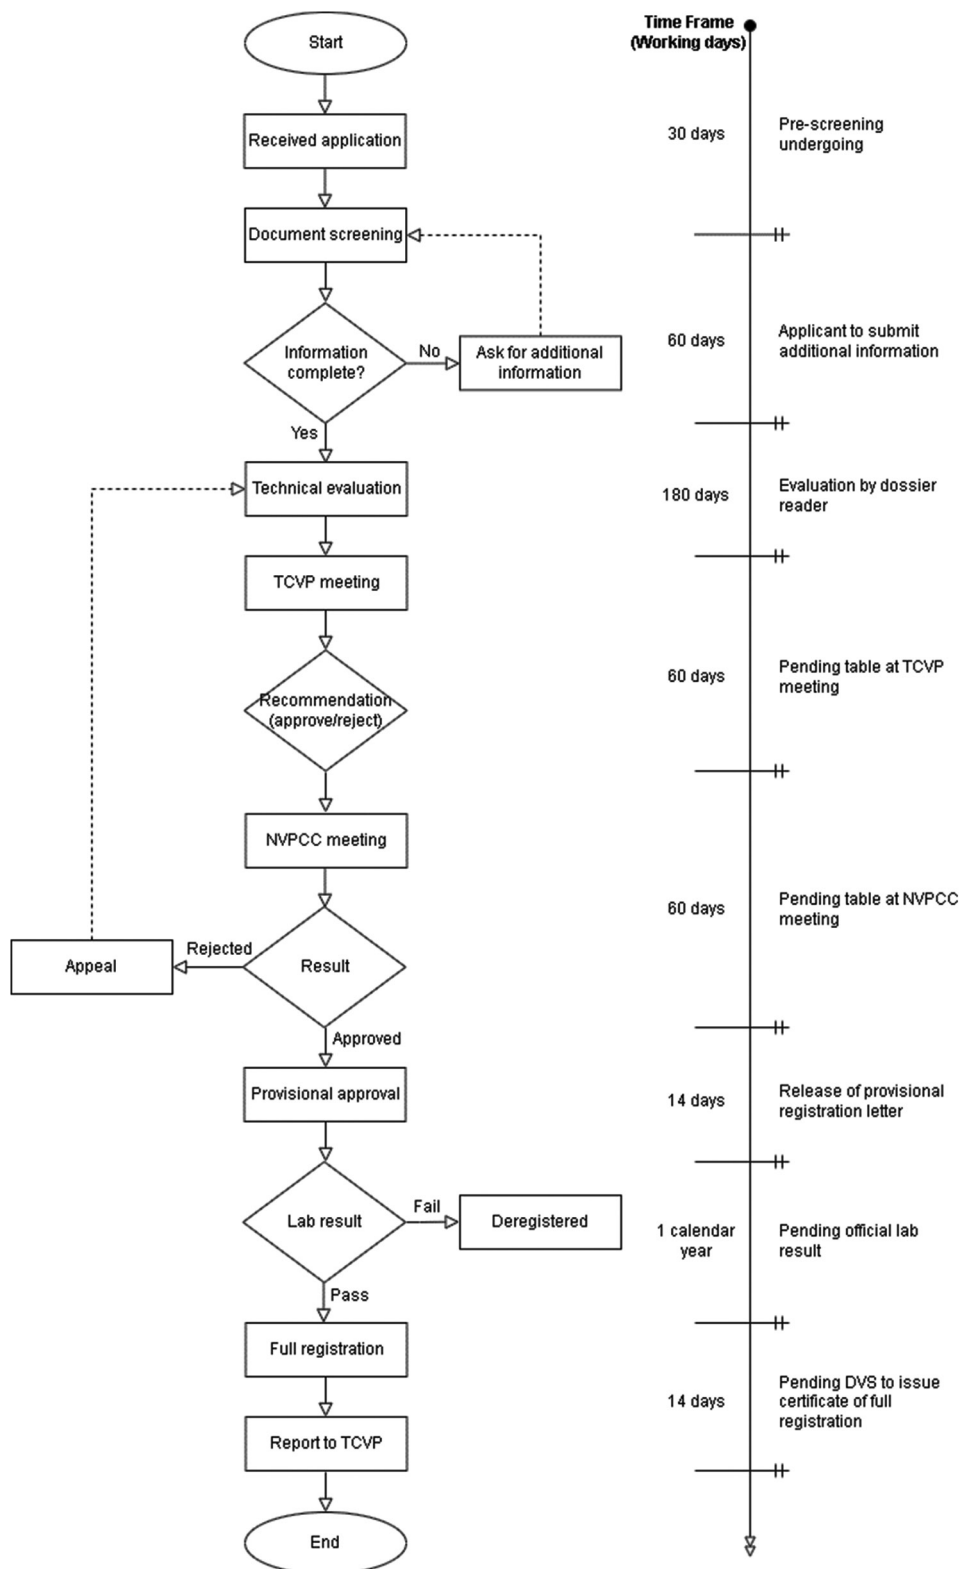 Start
Time Frame
(Working days)
Received application
30 days
Pre-screening
undergoing
Document screening
Information
complete?
No
Ask for additional
information
60 days
Applicant to submit
additional information
Yes
Technical evaluation
180 days
Evaluation by dossier
reader
TCVP meeting
Recommendation
(approve/reject)
60 days
Pending table at TCVP
meeting
NVPCC meeting
60 days
Pending table at NVPCC
meeting
Appeal
Rejected
Result
Approved
Provisional approval
14 days
Release of provisional
registration letter
Lab result
Fail
Deregistered
1 calendar
year
Pending official lab
result
Pass
Full registration
14 days
Pending DVS to issue
certificate of full
registration
Report to TCVP
End